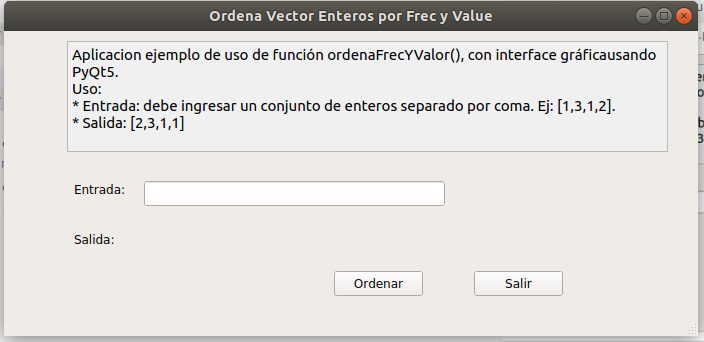 Ordena Vector Enteros por Frec y Value
Aplicacion ejemplo de uso de función ordenaFrecYValor(), con interface gráficausando
PyQt5.
Uso:
* Entrada: debe ingresar un conjunto de enteros separado por coma. Ej: [1,3,1,2].
* Salida: [2,3,1,1]
Entrada:
Salida:
Ordenar
Salir